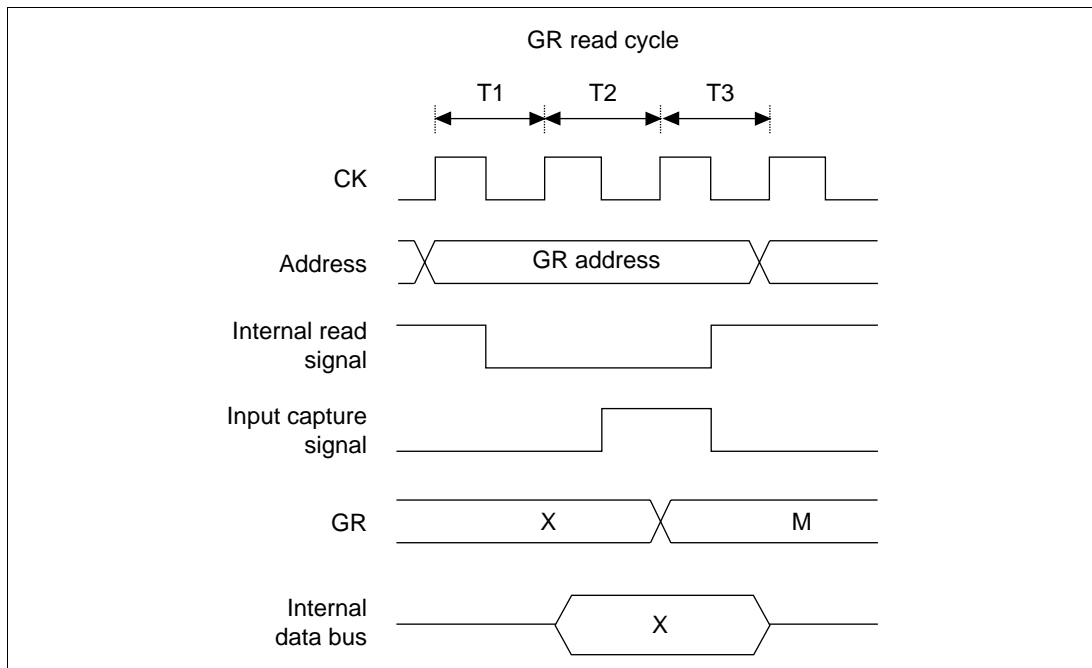 GR read cycle
T1 T2 T3
CK
Address
GR address
Internal read
signal
Input capture
signal
GR
X
M
Internal
data bus
X